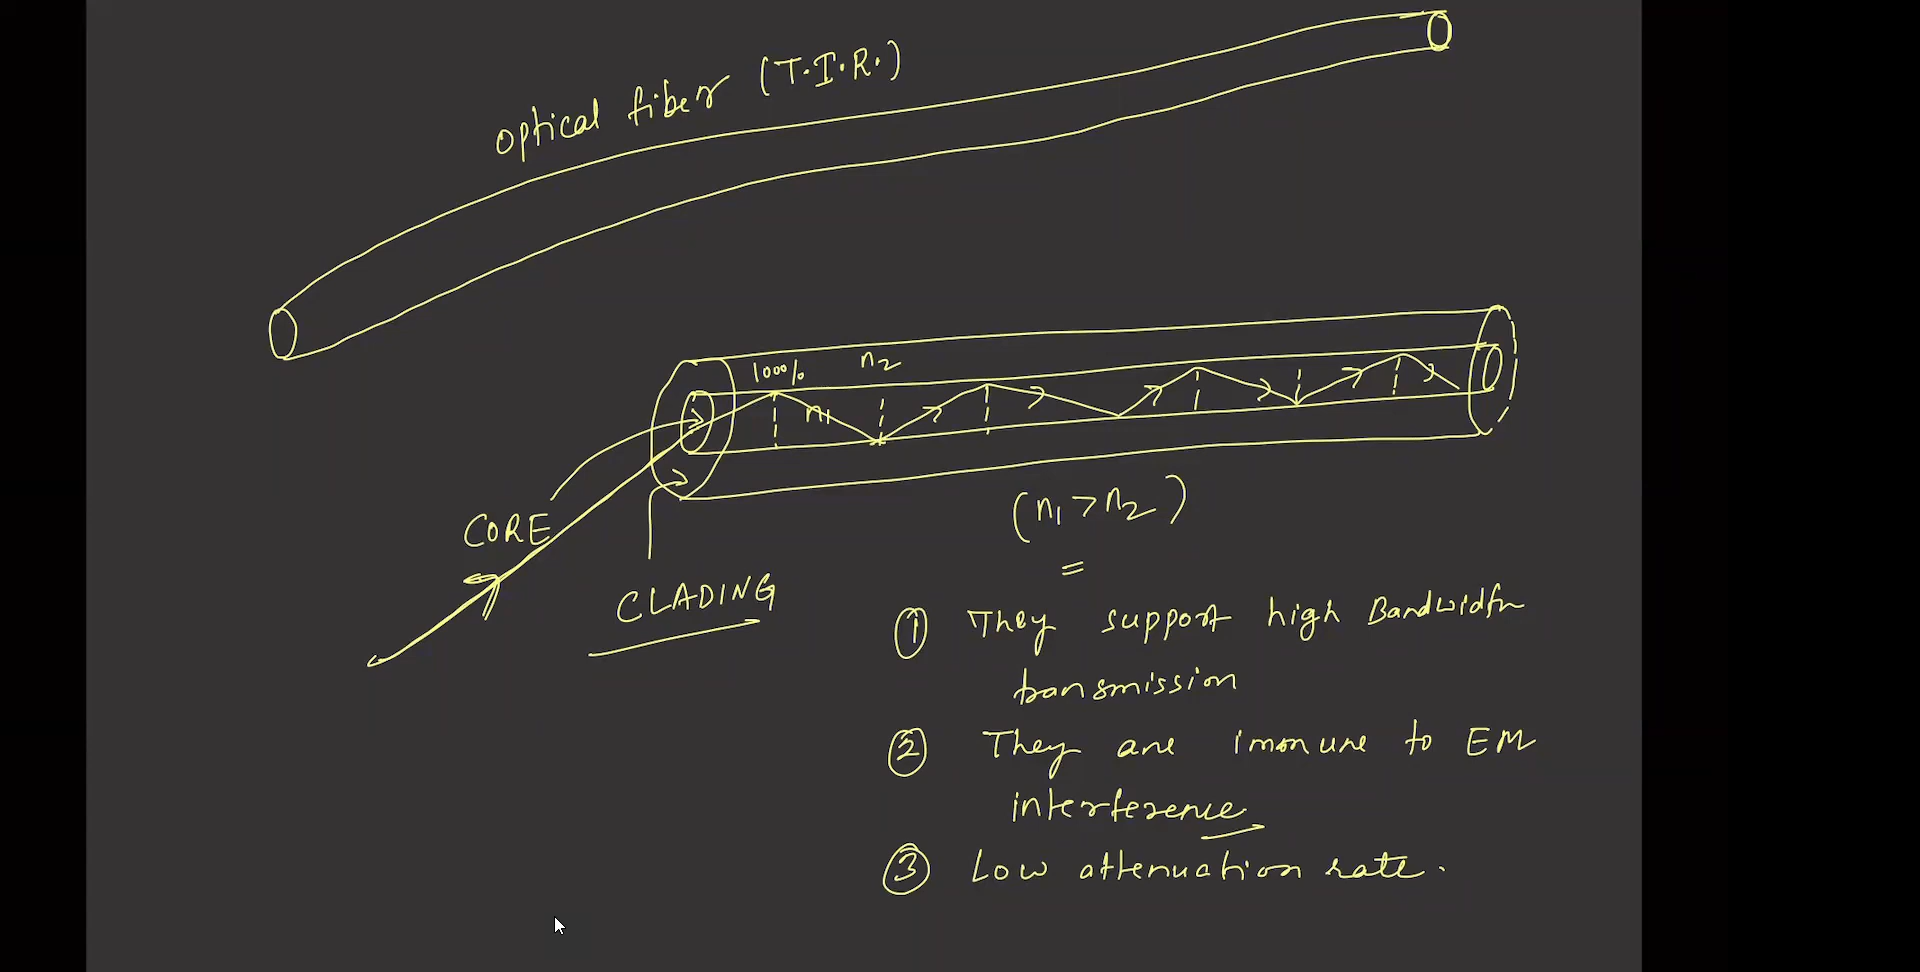 optical fiber (T.I.R.)
100% n2
n1
CORE
(n1 > n2)
=
CLADING
① They support high Bandwidth
transmission
② They are immune to EM
interference
③ Low attenuation rate.